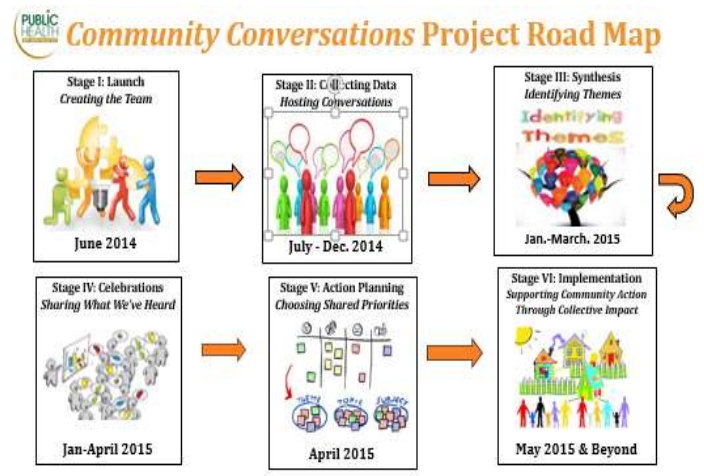 PUBLIC
HEALTH
Community Conversations Project Road Map
Stage I: Launch
Creating the Team
June 2014
Stage II: Collecting Data
Hosting Conversations
July - Dec. 2014
Stage III: Synthesis
Identifying Themes
Identifying
Themes
Jan.-March. 2015
Stage IV: Celebrations
Sharing What We've Heard
Jan-April 2015
Stage V: Action Planning
Choosing Shared Priorities
THEME TOPIC SUBJECT
April 2015
Stage VI: Implementation
Supporting Community Action
Through Collective Impact
May 2015 & Beyond